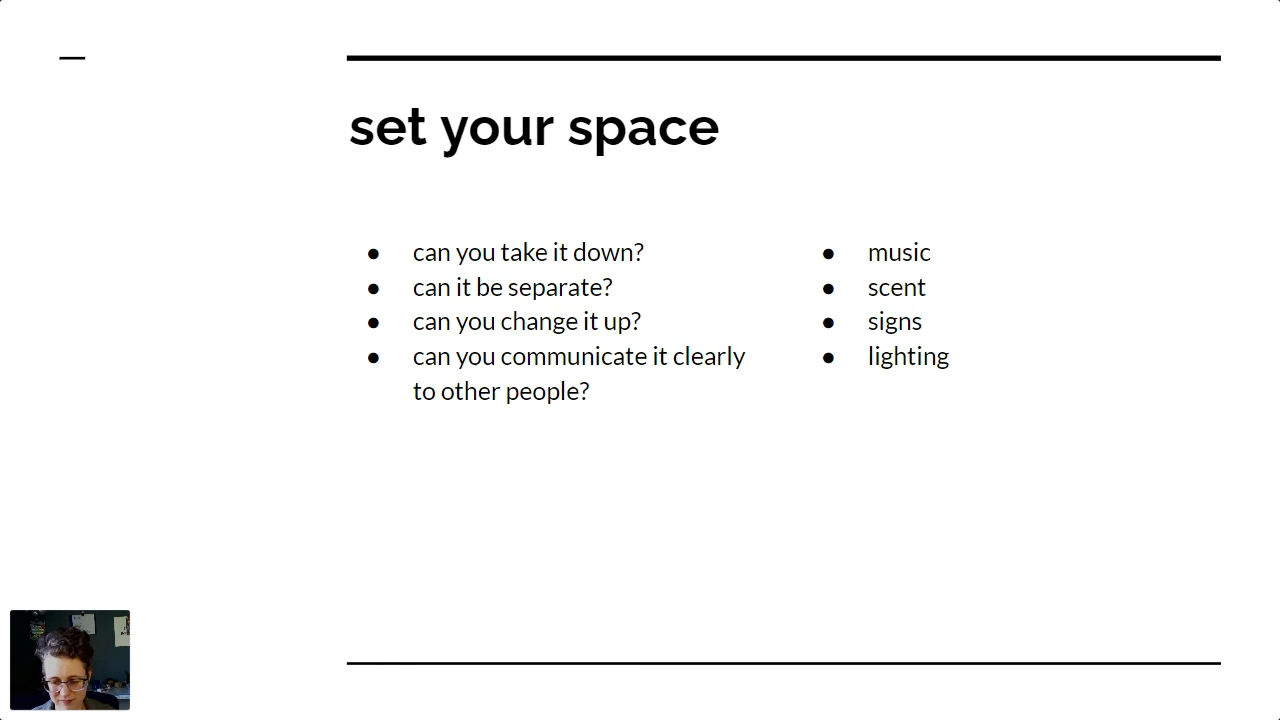 set your space
● can you take it down?
● can it be separate?
● can you change it up?
● can you communicate it clearly
to other people?
● music
● scent
● signs
● lighting